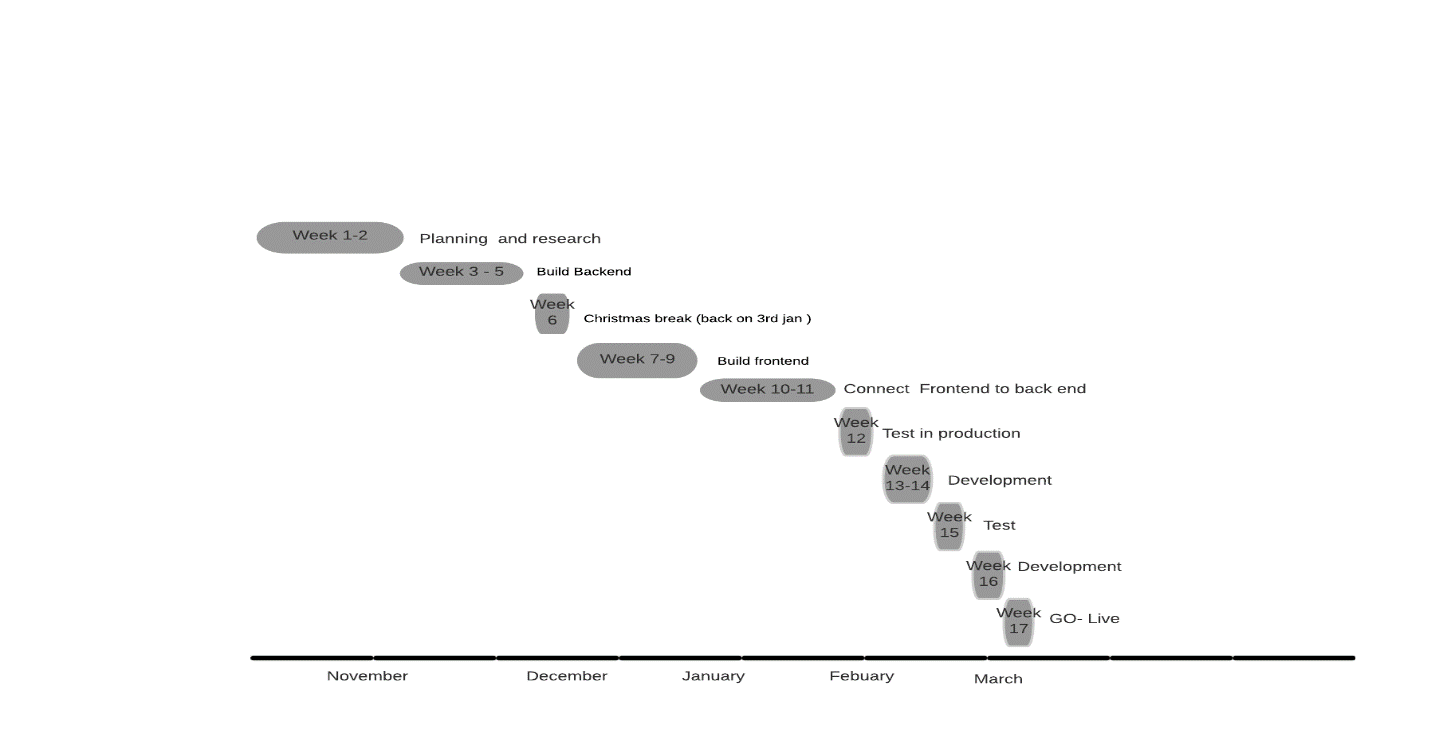 Week 1-2
Planning and research
Week 3 - 5
Build Backend
Week
6
Christmas break (back on 3rd jan )
Week 7-9
Build frontend
Week 10-11
Connect Frontend to back end
Week
12
Test in production
Week
13-14
Development
Week
15
Test
Week
16
Development
Week
17
GO- Live
November
December
January
Febuary
March